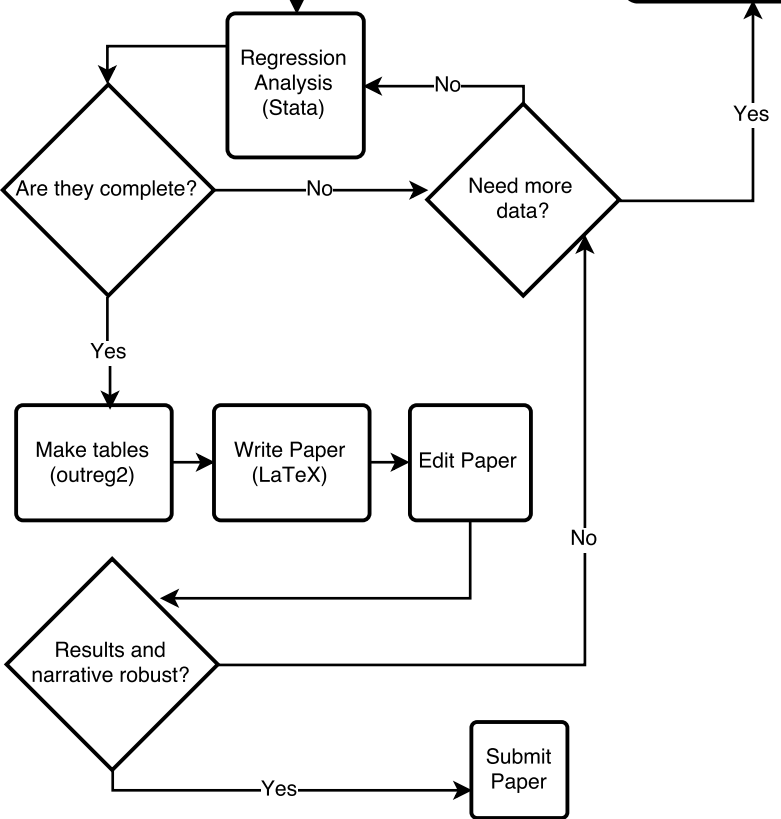 Regression
Analysis
(Stata)
No
Yes
Are they complete?
No
Need more
data?
Yes
Make tables
(outreg2)
Write Paper
(LaTeX)
Edit Paper
No
Results and
narrative robust?
Submit
Paper
Yes